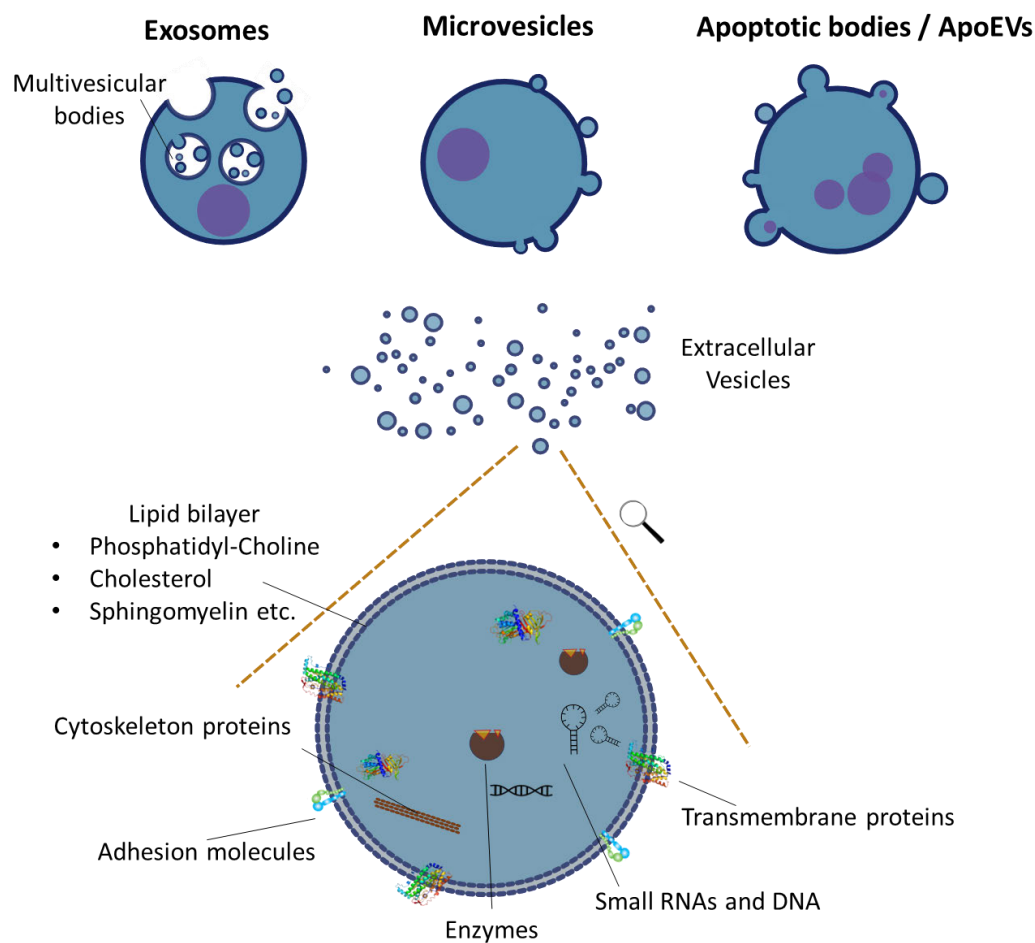 Exosomes
Microvesicles
Apoptotic bodies / ApoEVs
Multivesicular
bodies
Extracellular
Vesicles
Lipid bilayer
• Phosphatidyl-Choline
• Cholesterol
• Sphingomyelin etc.
Cytoskeleton proteins
Adhesion molecules
Transmembrane proteins
Small RNAs and DNA
Enzymes